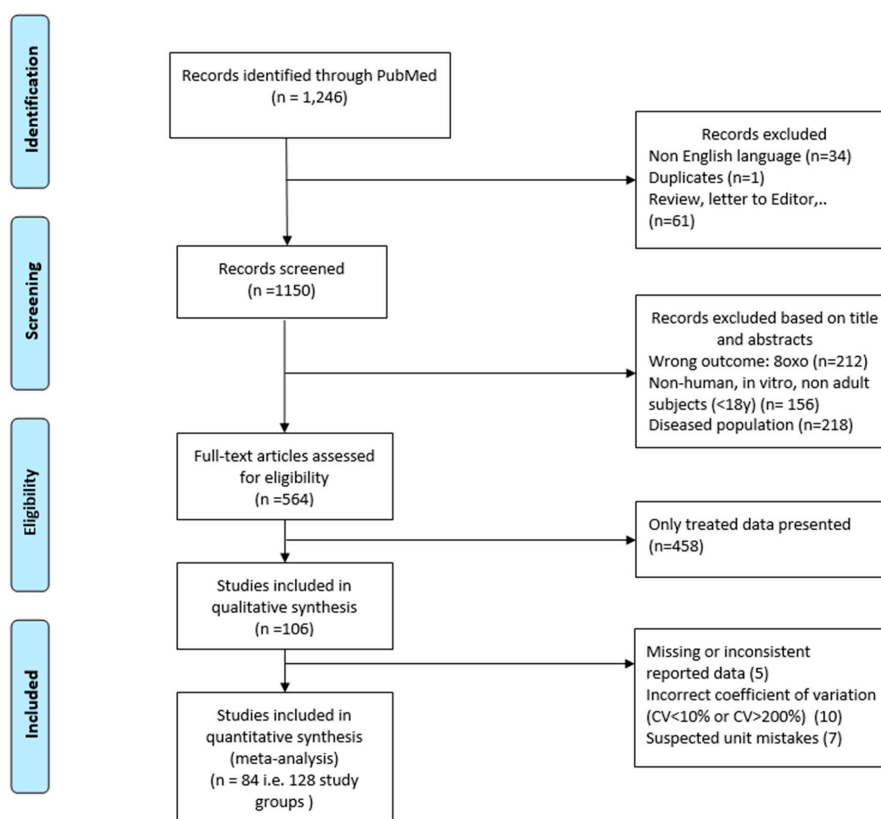 Identification
Records identified through PubMed
(n = 1,246)
Records excluded
Non English language (n=34)
Duplicates (n=1)
Review, letter to Editor,..
(n=61)
Screening
Records screened
(n =1150)
Records excluded based on title
and abstracts
Wrong outcome: 8oxo (n=212)
Non-human, in vitro, non adult
subjects (<18y) (n= 156)
Diseased population (n=218)
Eligibility
Full-text articles assessed
for eligibility
(n =564)
Only treated data presented
(n=458)
Studies included in
qualitative synthesis
(n =106)
Included
Missing or inconsistent
reported data (5)
Incorrect coefficient of variation
(CV<10% or CV>200%) (10)
Suspected unit mistakes (7)
Studies included in
quantitative synthesis
(meta-analysis)
(n = 84 i.e. 128 study
groups )